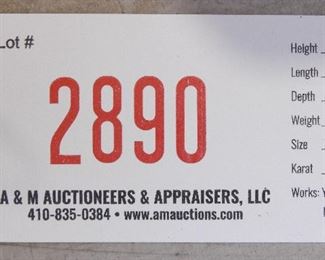 Lot #
2890
A & M AUCTIONEERS & APPRAISERS, LLC
410-835-0384 • www.amauctions.com
Height
Length
Depth
Weight
Size
Karat
Works: